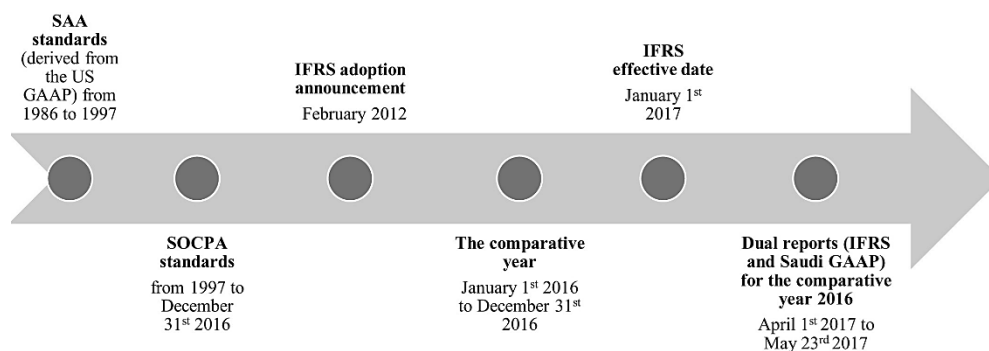 SAA
standards
(derived from
the US
GAAP) from
1986 to 1997
SOCPA
standards
from 1997 to
December
31st 2016
IFRS adoption
announcement
February 2012
The comparative
year
January 1st 2016
to December 31st
2016
IFRS
effective date
January 1st
2017
Dual reports (IFRS
and Saudi GAAP)
for the comparative
year 2016
April 1st 2017 to
May 23rd 2017